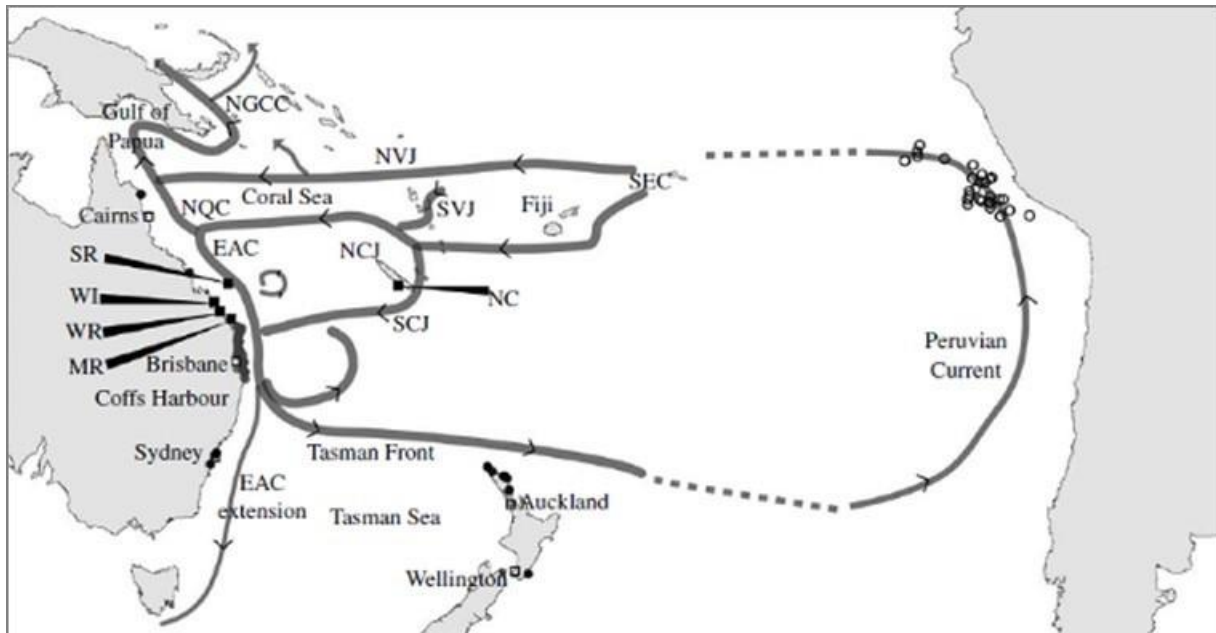 NGCC
Gulf of
Papua
NVJ
SEC
Coral Sea
Cairns
NQC
SVJ
Fiji
EAC
NCJ
SR
WI
NC
SCJ
WR
MR
Brisbane
Peruvian
Current
Coffs Harbour
Sydney
Tasman Front
EAC
extension
Auckland
Tasman Sea
Wellington